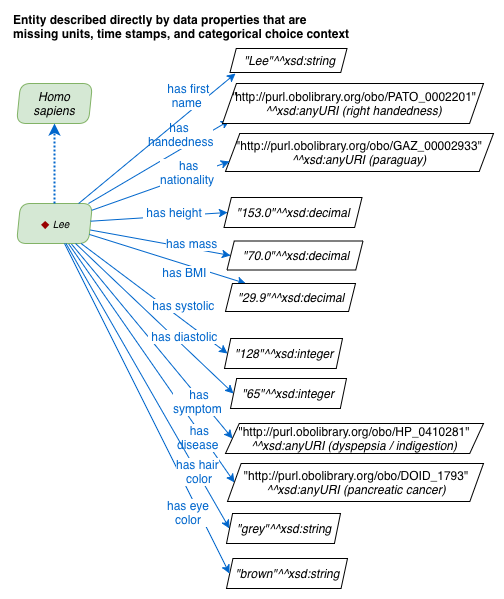 Entity described directly by data properties that are
missing units, time stamps, and categorical choice context
"Lee"^^xsd:string
Homo
sapiens
has first
name
"http://purl.obolibrary.org/obo/PATO_0002201"
^^xsd:anyURI (right handedness)
has
handedness
"http://purl.obolibrary.org/obo/GAZ_00002933"
^^xsd:anyURI (paraguay)
has
nationality
Lee
has height
"153.0"^^xsd:decimal
has mass
"70.0"^^xsd:decimal
has BMI
"29.9"^^xsd:decimal
has systolic
has diastolic
"128"^^xsd:integer
"65"^^xsd:integer
has
symptom
"http://purl.obolibrary.org/obo/HP_0410281"
^^xsd:anyURI (dyspepsia / indigestion)
has
disease
"http://purl.obolibrary.org/obo/DOID_1793"
^^xsd:anyURI (pancreatic cancer)
has hair
color
has eye
color
"grey"^^xsd:string
"brown"^^xsd:string